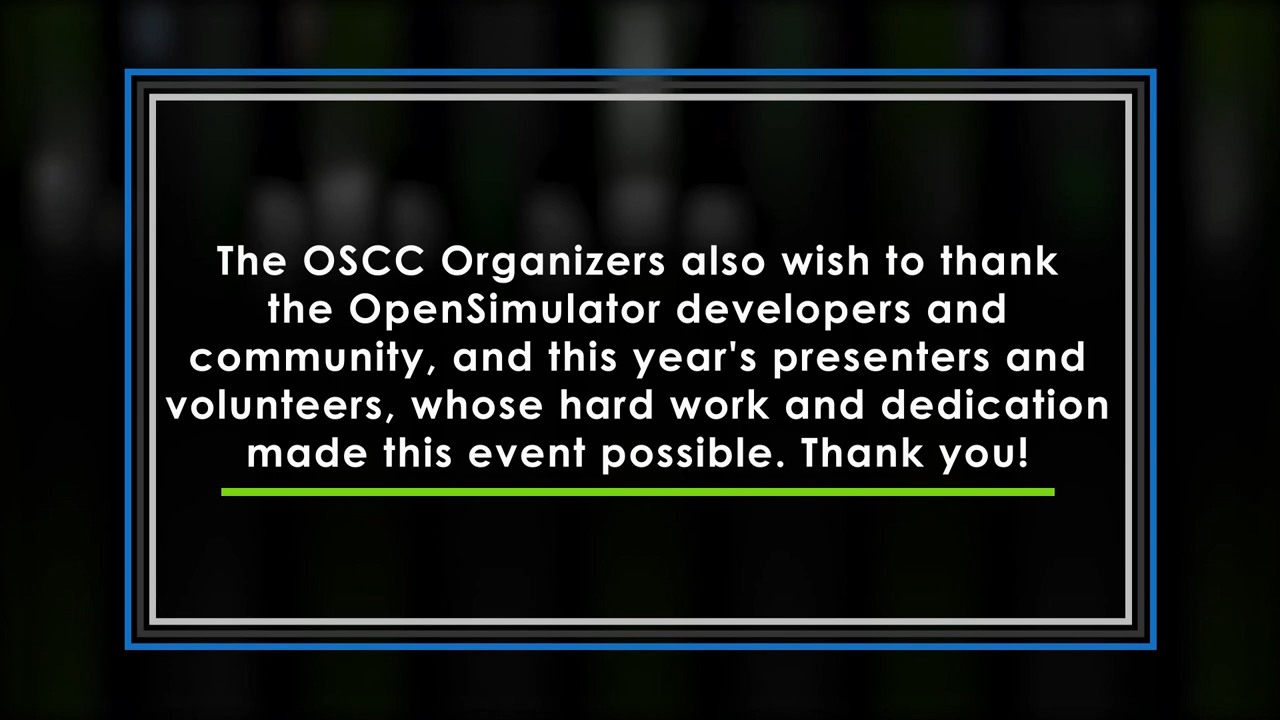 The OSCC Organizers also wish to thank
the OpenSimulator developers and
community, and this year's presenters and
volunteers, whose hard work and dedication
made this event possible. Thank you!